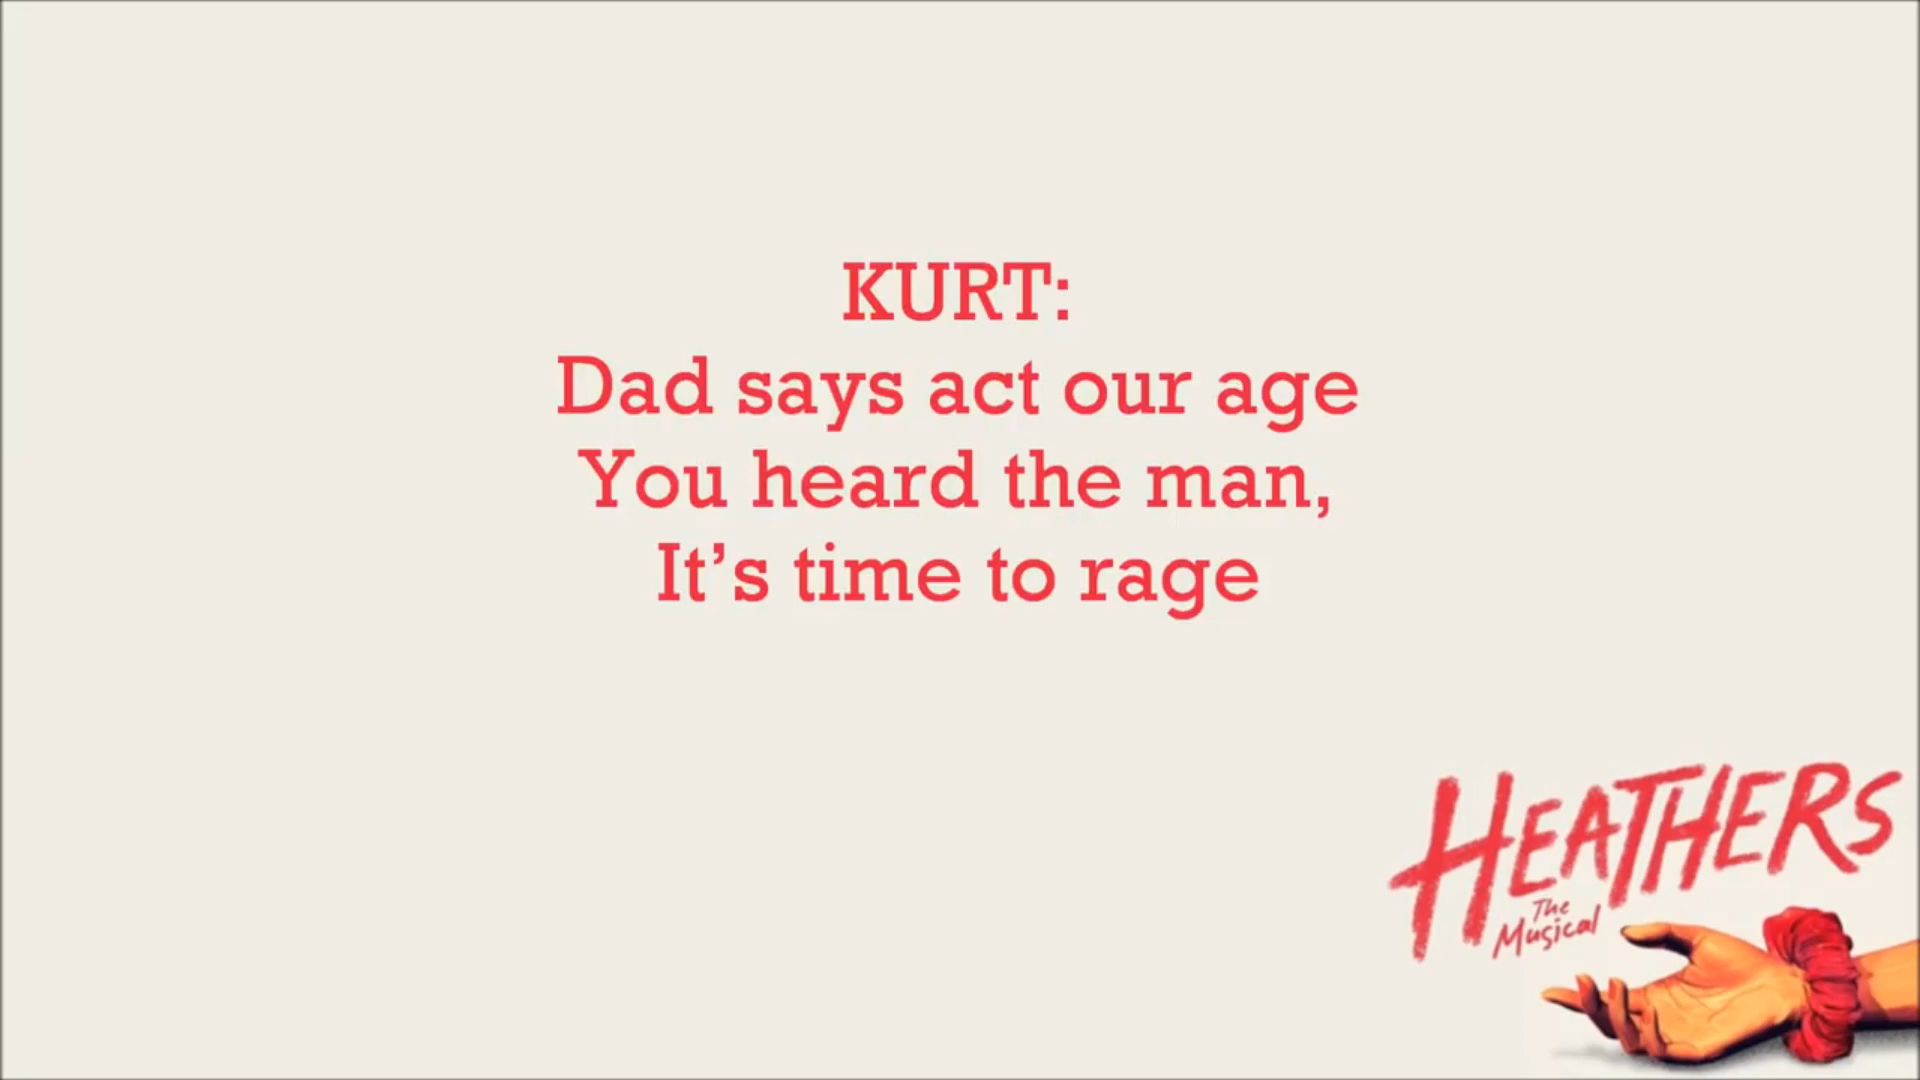 KURT:
Dad says act our age
You heard the man,
It’s time to rage
HEATHERS
The
Musical